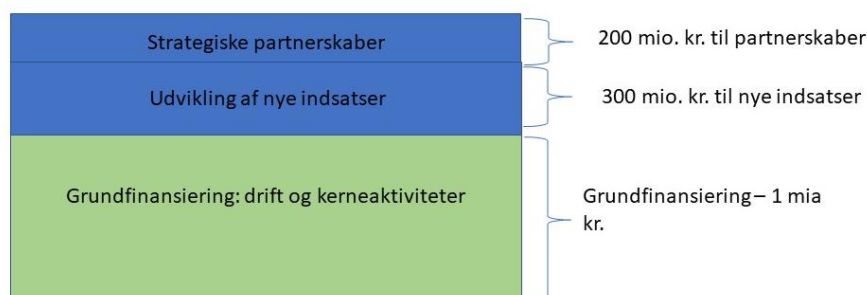 Strategiske partnerskaber
200 mio. kr. til partnerskaber
Udvikling af nye indsatser
300 mio. kr. til nye indsatser
Grundfinansiering: drift og kerneaktiviteter
Grundfinansiering – 1 mia
kr.